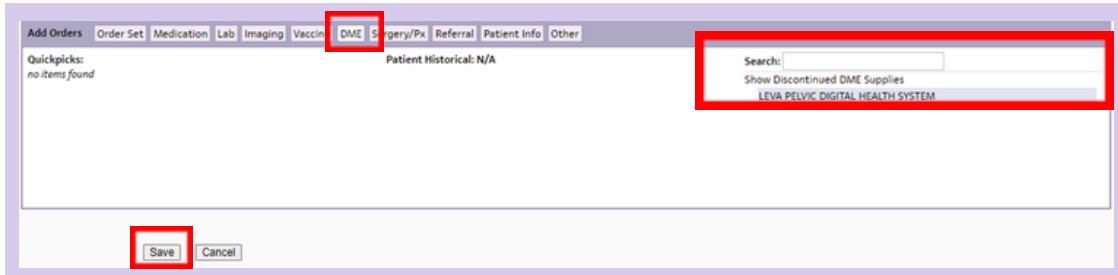 Add Orders Order Set Medication Lab Imaging Vaccine DME Surgery/Px Referral Patient Info Other
Quickpicks:
no items found
Patient Historical: N/A
Search:
Show Discontinued DME Supplies
LEVA PELVIC DIGITAL HEALTH SYSTEM
Save Cancel